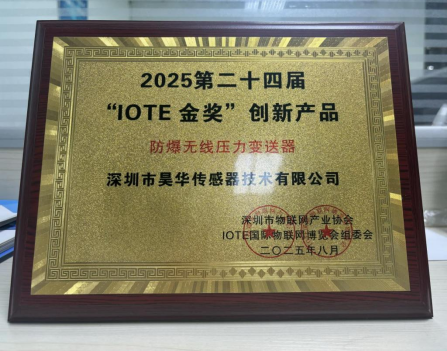 2025第二十四届
“IOTE 金奖”创新产品
防爆无线压力变送器
深圳市昊华传感器技术有限公司
深圳市物联网产业协会
IOTE国际物联网博览会组委会
二〇二五年八月